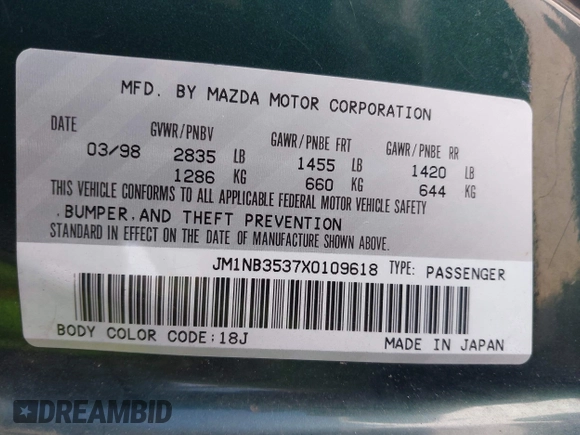 MFD. BY MAZDA MOTOR CORPORATION
DATE GVWR/PNBV GAWR/PNBE FRT GAWR/PNBE RR
03/98 2835 LB 1455 LB 1420 LB
1286 KG 660 KG 644 KG
THIS VEHICLE CONFORMS TO ALL APPLICABLE FEDERAL MOTOR VEHICLE SAFETY
.BUMPER.AND THEFT PREVENTION
STANDARD IN EFFECT ON THE DATE OF MANUFACTURE SHOWN ABOVE.
JM1NB3537X0109618 TYPE: PASSENGER
BODY COLOR CODE:18J MADE IN JAPAN
DREAMBID